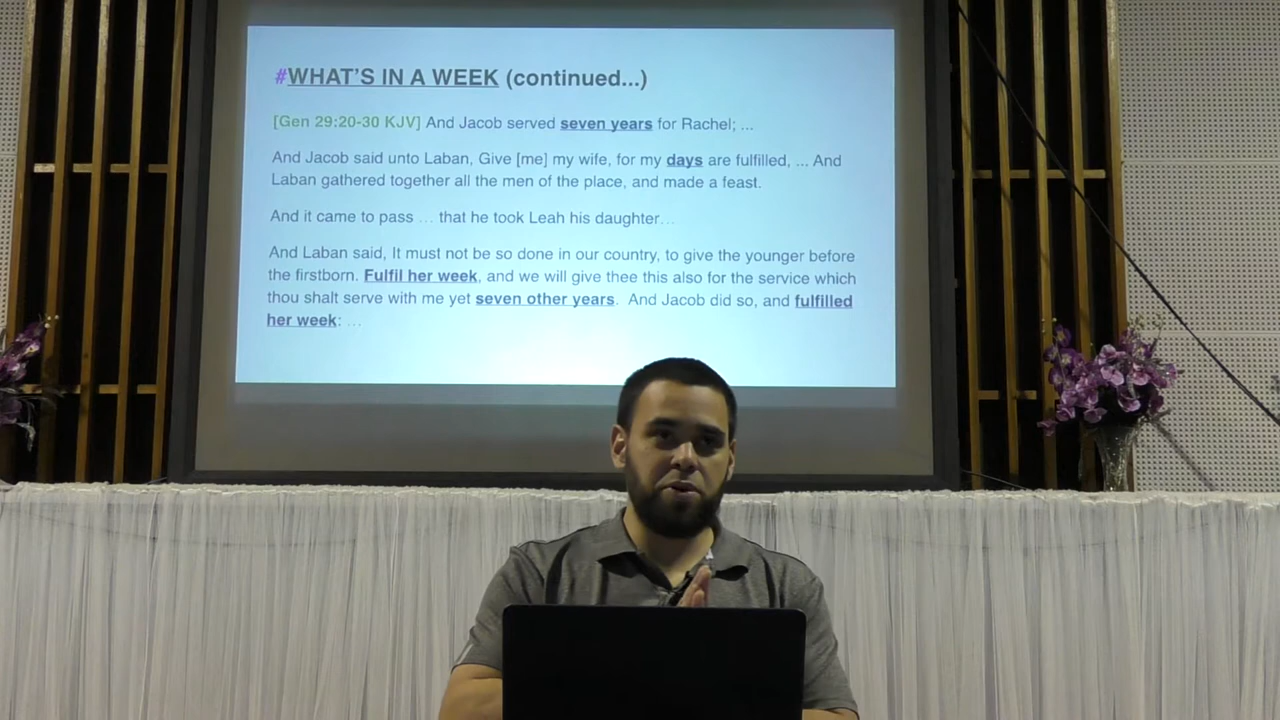 #WHAT'S IN A WEEK (continued...)
[Gen 29:20-30 KJV] And Jacob served seven years for Rachel; ...
And Jacob said unto Laban, Give [me] my wife, for my days are fulfilled, ... And
Laban gathered together all the men of the place, and made a feast.
And it came to pass ... that he took Leah his daughter...
And Laban said, It must not be so done in our country, to give the younger before
the firstborn. Fulfil her week, and we will give thee this also for the service which
thou shalt serve with me yet seven other years. And Jacob did so, and fulfilled
her week: ...